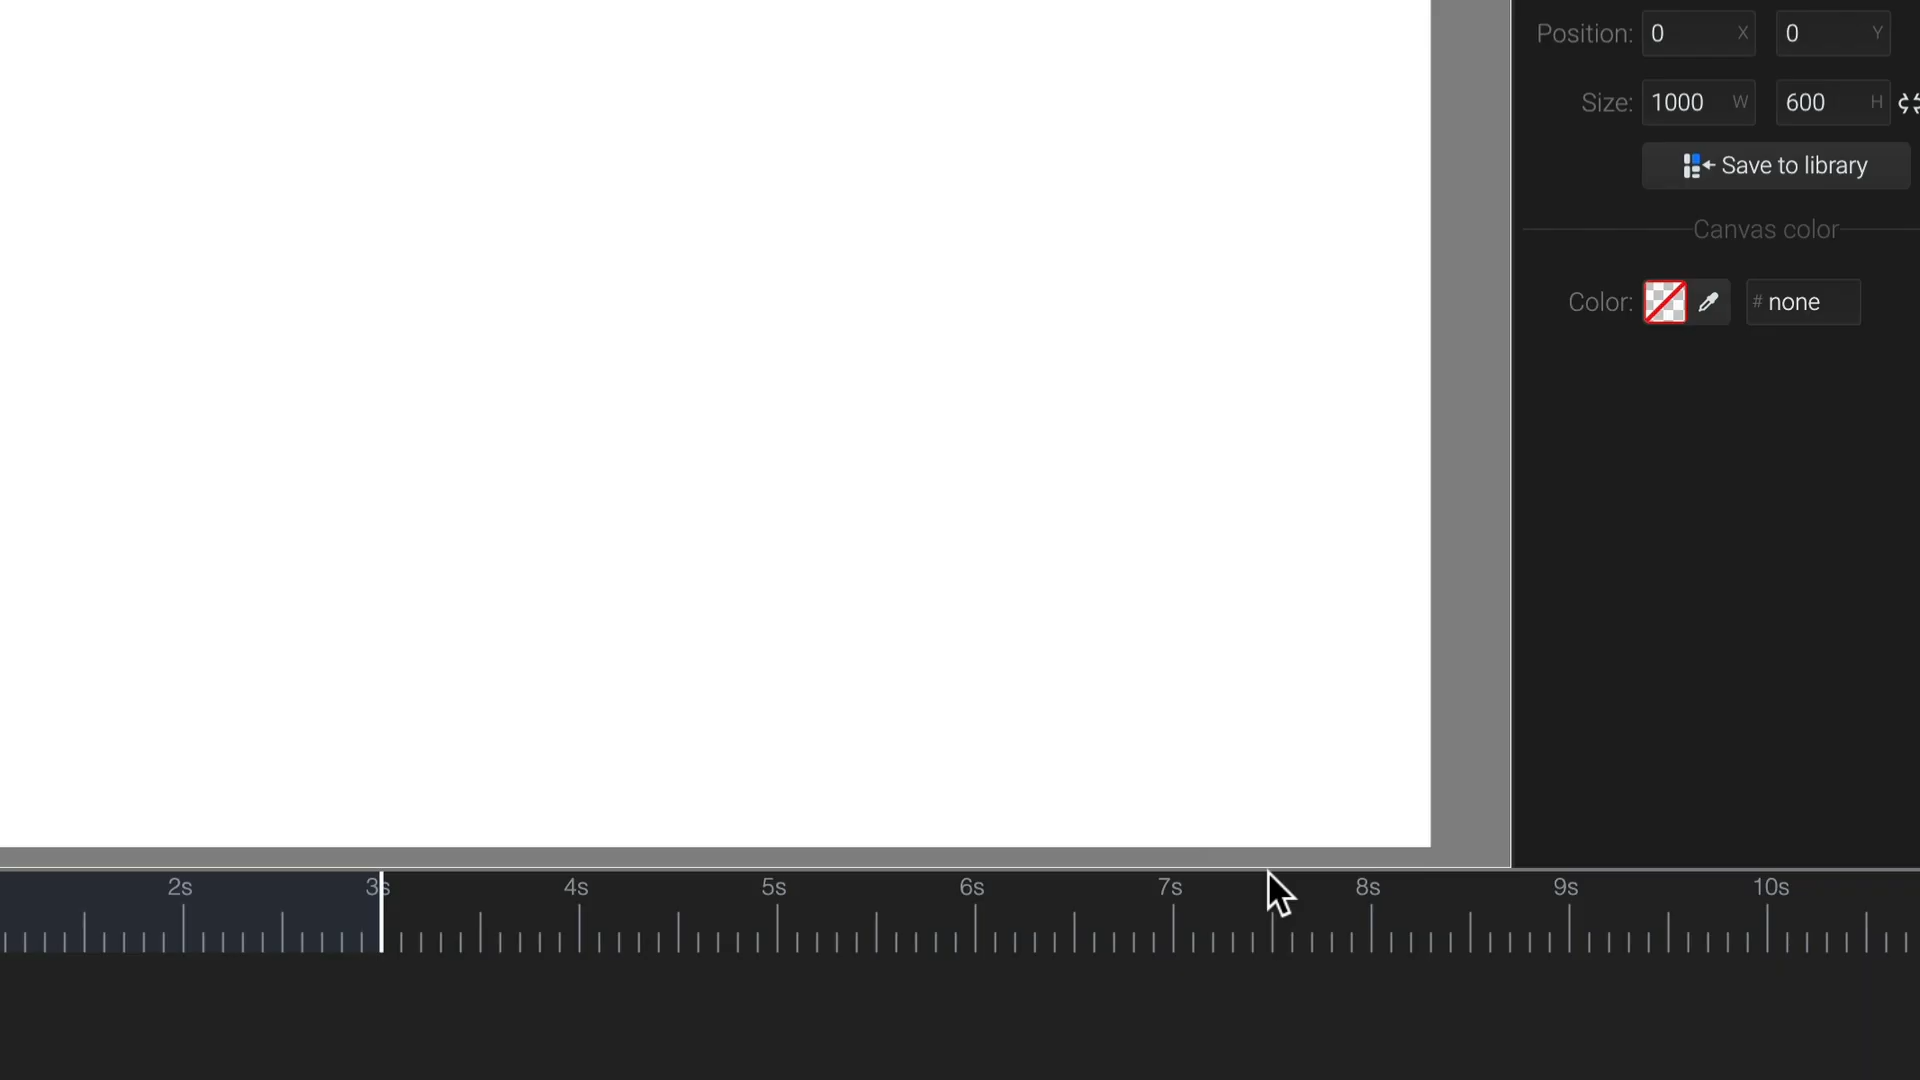 Position: 0 X 0 Y
Size: 1000 W 600 H
Save to library
Canvas color
Color: # none
2s 3s 4s 5s 6s 7s 8s 9s 10s